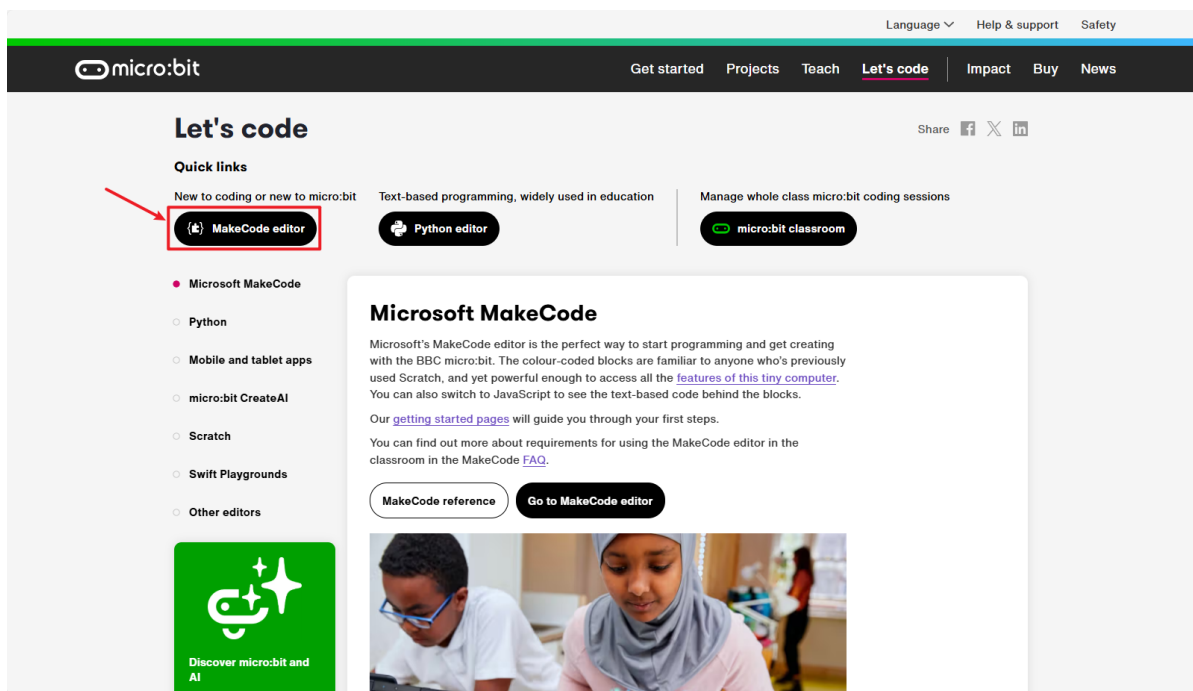 Language Help & support Safety
micro:bit
Get started Projects Teach Let's code Impact Buy News
Let's code
Share
Quick links
New to coding or new to micro:bit
MakeCode editor
Text-based programming, widely used in education
Python editor
Manage whole class micro:bit coding sessions
micro:bit classroom
Microsoft MakeCode
Python
Mobile and tablet apps
micro:bit CreateAI
Scratch
Swift Playgrounds
Other editors
Discover micro:bit and
AI
Microsoft MakeCode
Microsoft's MakeCode editor is the perfect way to start programming and get creating
with the BBC micro:bit. The colour-coded blocks are familiar to anyone who's previously
used Scratch, and yet powerful enough to access all the features of this tiny computer.
You can also switch to JavaScript to see the text-based code behind the blocks.
Our getting started pages will guide you through your first steps.
You can find out more about requirements for using the MakeCode editor in the
classroom in the MakeCode FAQ.
MakeCode reference
Go to MakeCode editor